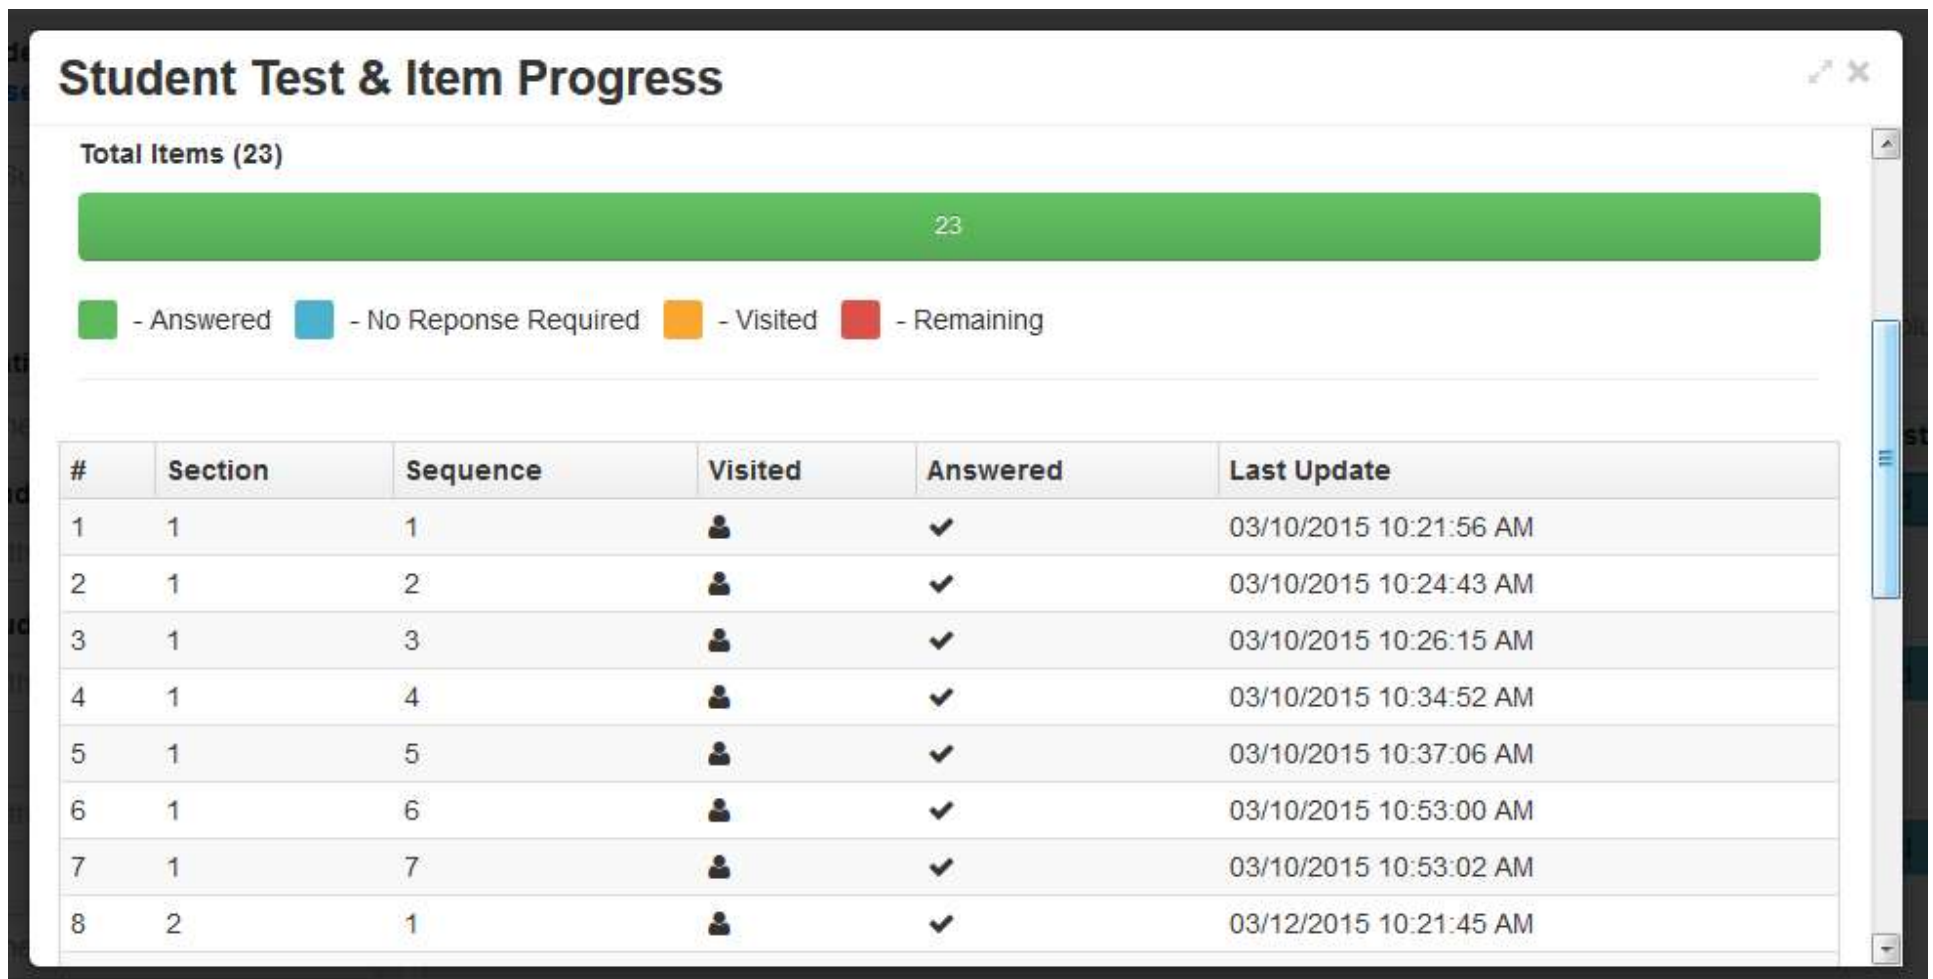 Student Test & Item Progress
Total Items (23)
23
- Answered - No Reponse Required - Visited - Remaining
# Section Sequence Visited Answered Last Update
1 1 1 03/10/2015 10:21:56 AM
2 1 2 03/10/2015 10:24:43 AM
3 1 3 03/10/2015 10:26:15 AM
4 1 4 03/10/2015 10:34:52 AM
5 1 5 03/10/2015 10:37:06 AM
6 1 6 03/10/2015 10:53:00 AM
7 1 7 03/10/2015 10:53:02 AM
8 2 1 03/12/2015 10:21:45 AM